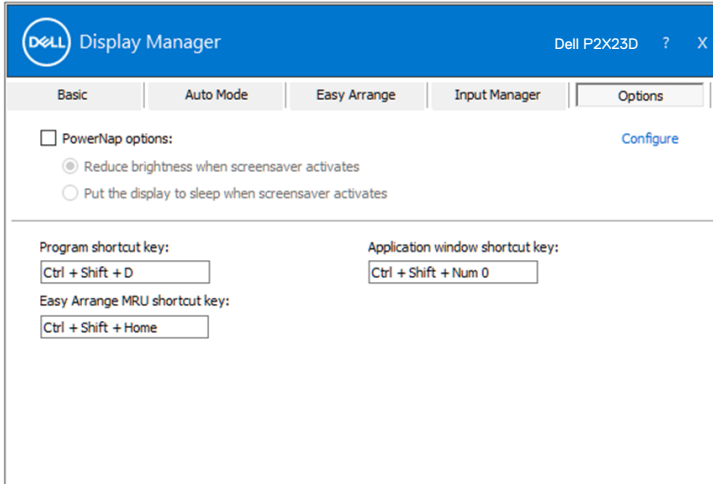 DELL Display Manager Dell P2X23D ? X
Basic Auto Mode Easy Arrange Input Manager Options
PowerNap options: Configure
Reduce brightness when screensaver activates
Put the display to sleep when screensaver activates
Program shortcut key: Application window shortcut key:
Ctrl + Shift + D Ctrl + Shift + Num 0
Easy Arrange MRU shortcut key:
Ctrl + Shift + Home